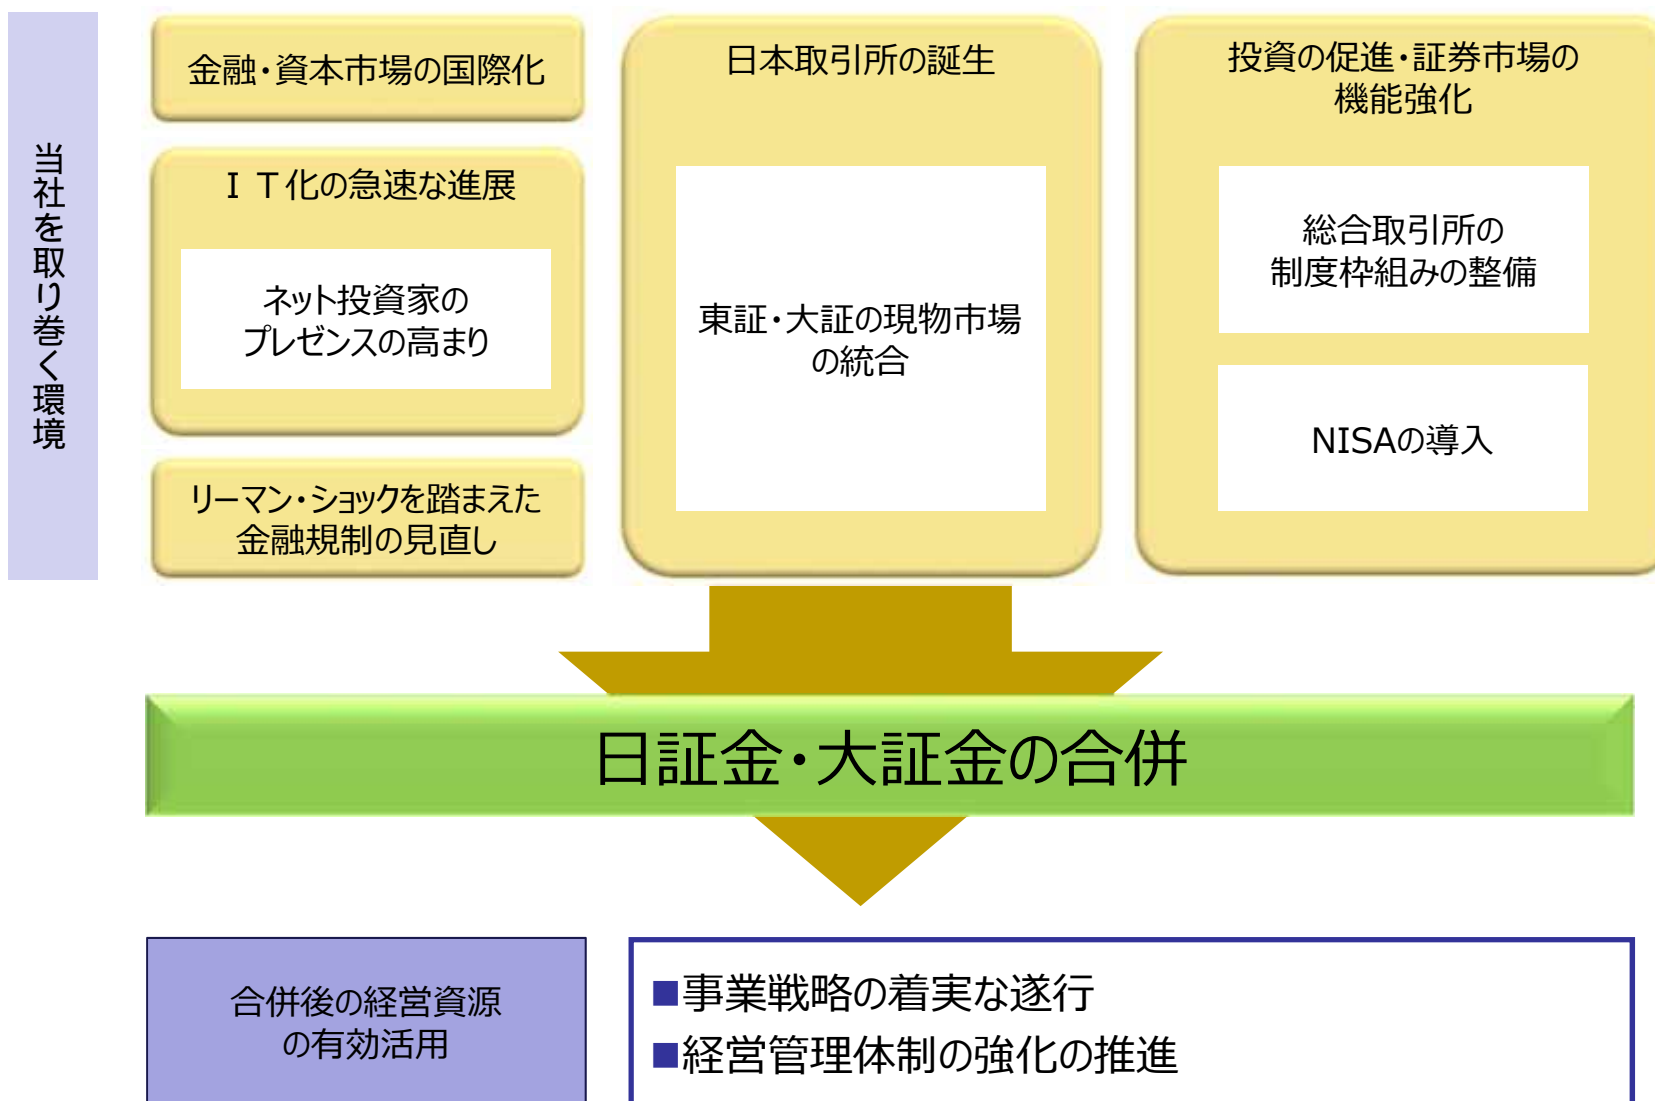 当社を取り巻く環境
金融・資本市場の国際化
ＩＴ化の急速な進展
ネット投資家の
プレゼンスの高まり
リーマン・ショックを踏まえた
金融規制の見直し
日本取引所の誕生
東証・大証の現物市場
の統合
投資の促進・証券市場の
機能強化
総合取引所の
制度枠組みの整備
NISAの導入
日証金・大証金の合併
合併後の経営資源
の有効活用
■事業戦略の着実な遂行
■経営管理体制の強化の推進